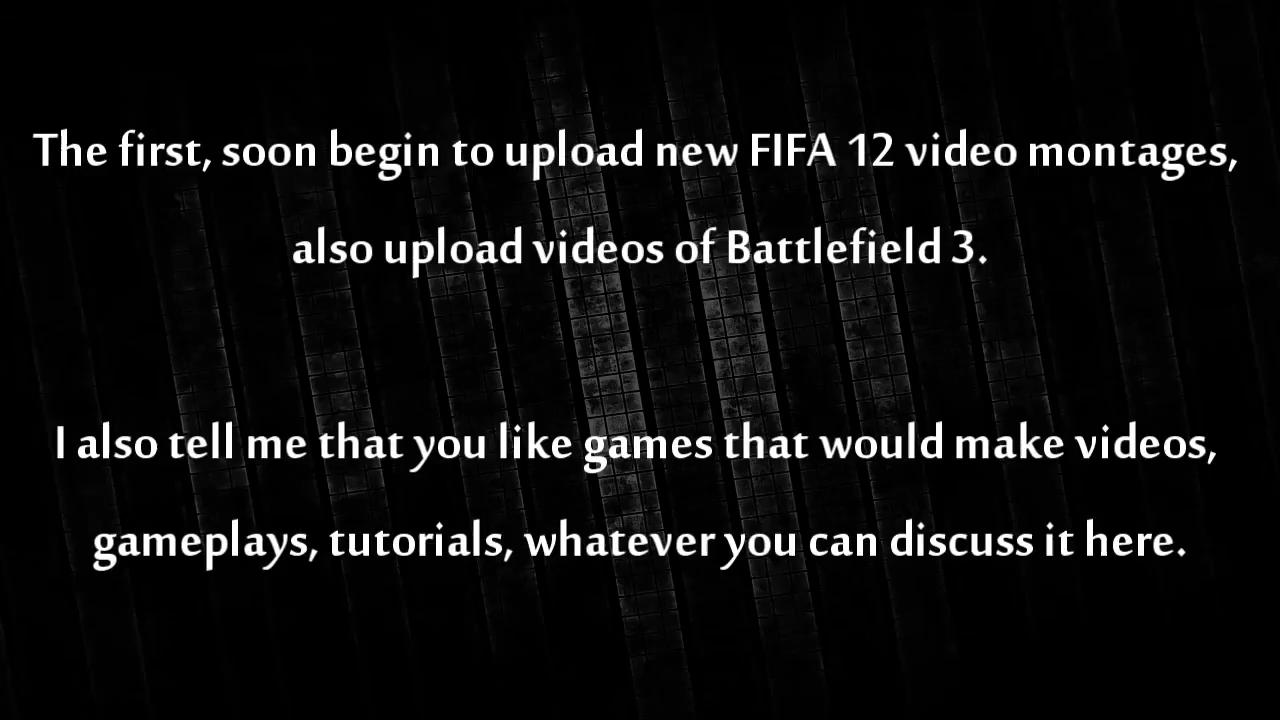 The first, soon begin to upload new FIFA 12 video montages,
also upload videos of Battlefield 3.
I also tell me that you like games that would make videos,
gameplays, tutorials, whatever you can discuss it here.